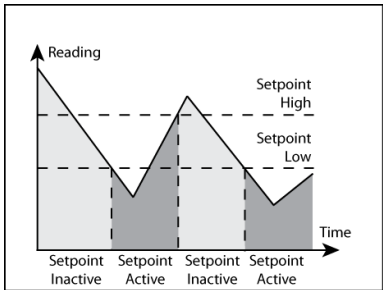 Reading
Setpoint
High
Setpoint
Low
Time
Setpoint
Inactive
Setpoint
Active
Setpoint
Inactive
Setpoint
Active